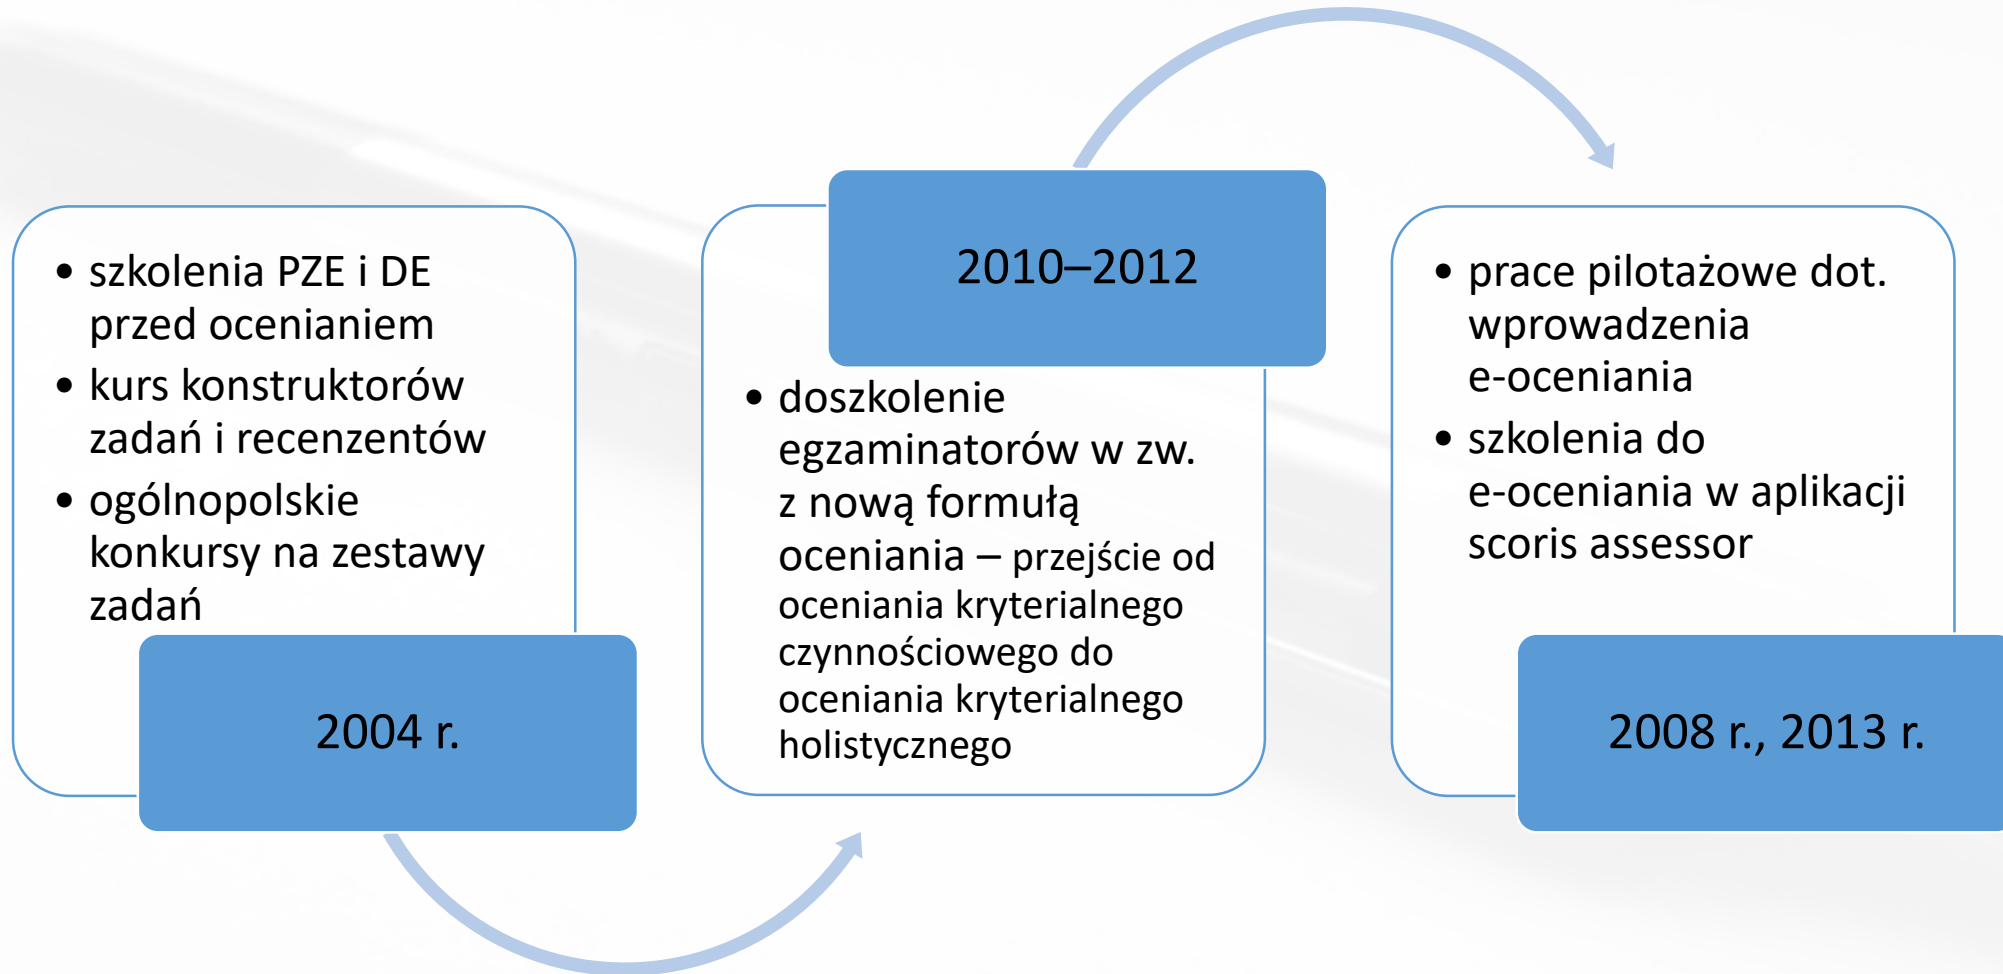 • szkolenia PZE i DE
przed ocenianiem
• kurs konstruktorów
zadań i recenzentów
• ogólnopolskie
konkursy na zestawy
zadań
2004 r.
2010–2012
• doszkolenie
egzaminatorów w zw.
z nową formułą
oceniania – przejście od
oceniania kryterialnego
czynnościowego do
oceniania kryterialnego
holistycznego
• prace pilotażowe dot.
wprowadzenia
e-oceniania
• szkolenia do
e-oceniania w aplikacji
scoris assessor
2008 r., 2013 r.